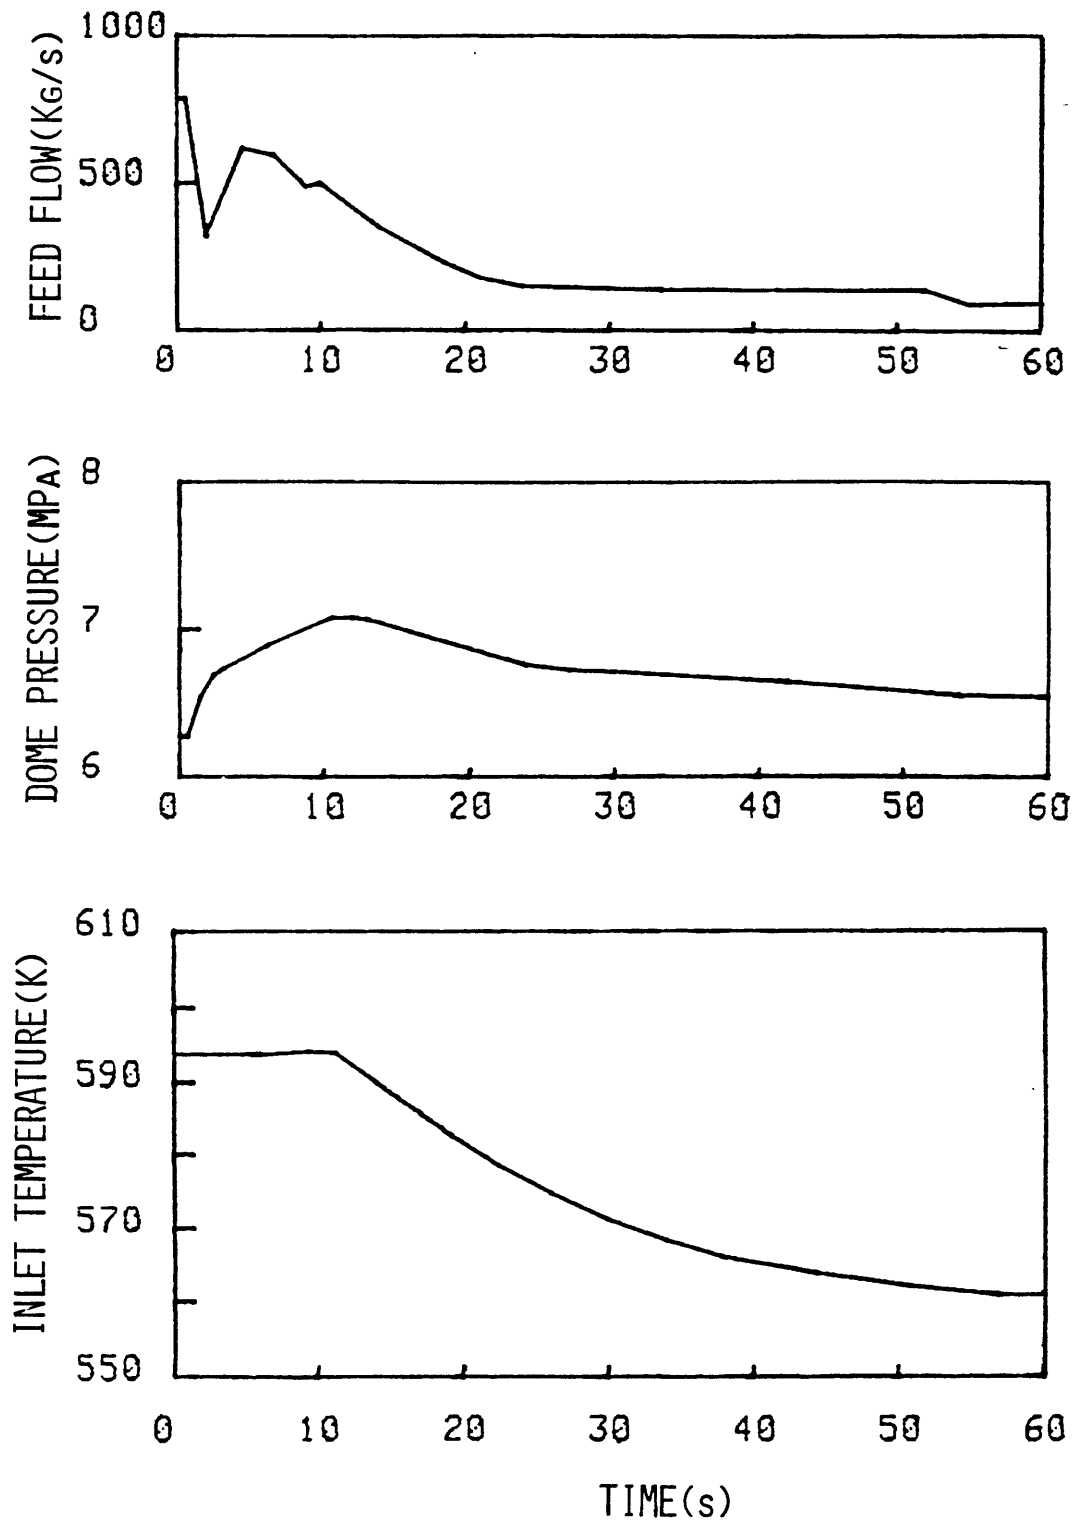 FEED FLOW(KG/s)
1000
500
0
0 10 20 30 40 50 60
DOME PRESSURE(MPA)
8
7
6
0 10 20 30 40 50 60
INLET TEMPERATURE(K)
610
590
570
550
0 10 20 30 40 50 60
TIME(s)